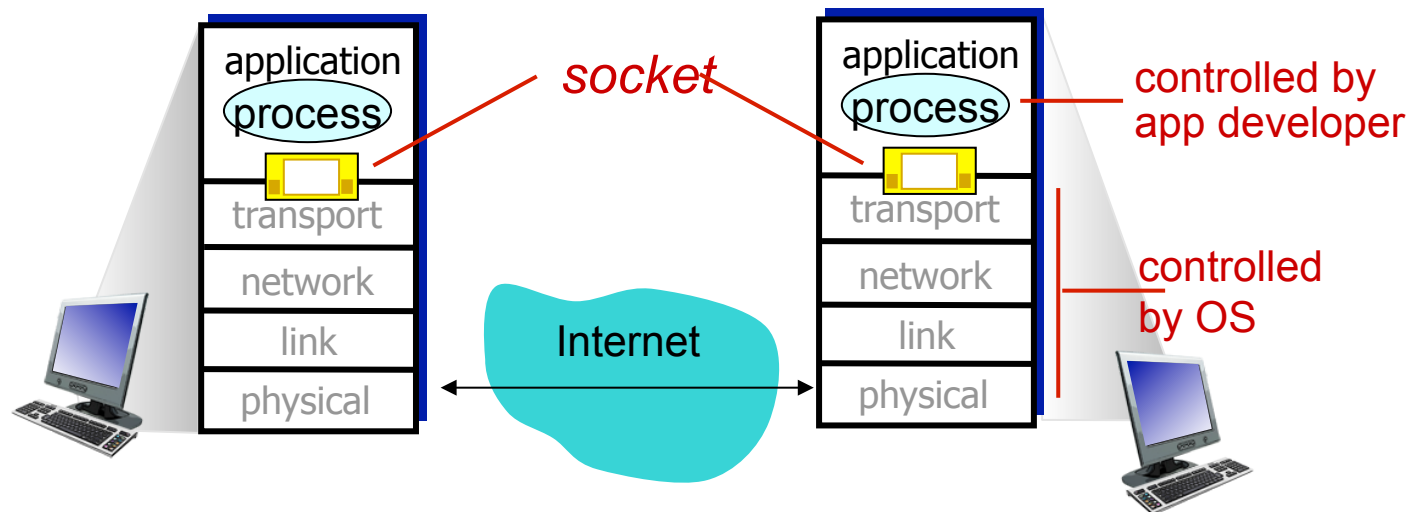 application
process
transport
network
link
physical
socket
Internet
application
process
transport
network
link
physical
controlled by
app developer
controlled
by OS